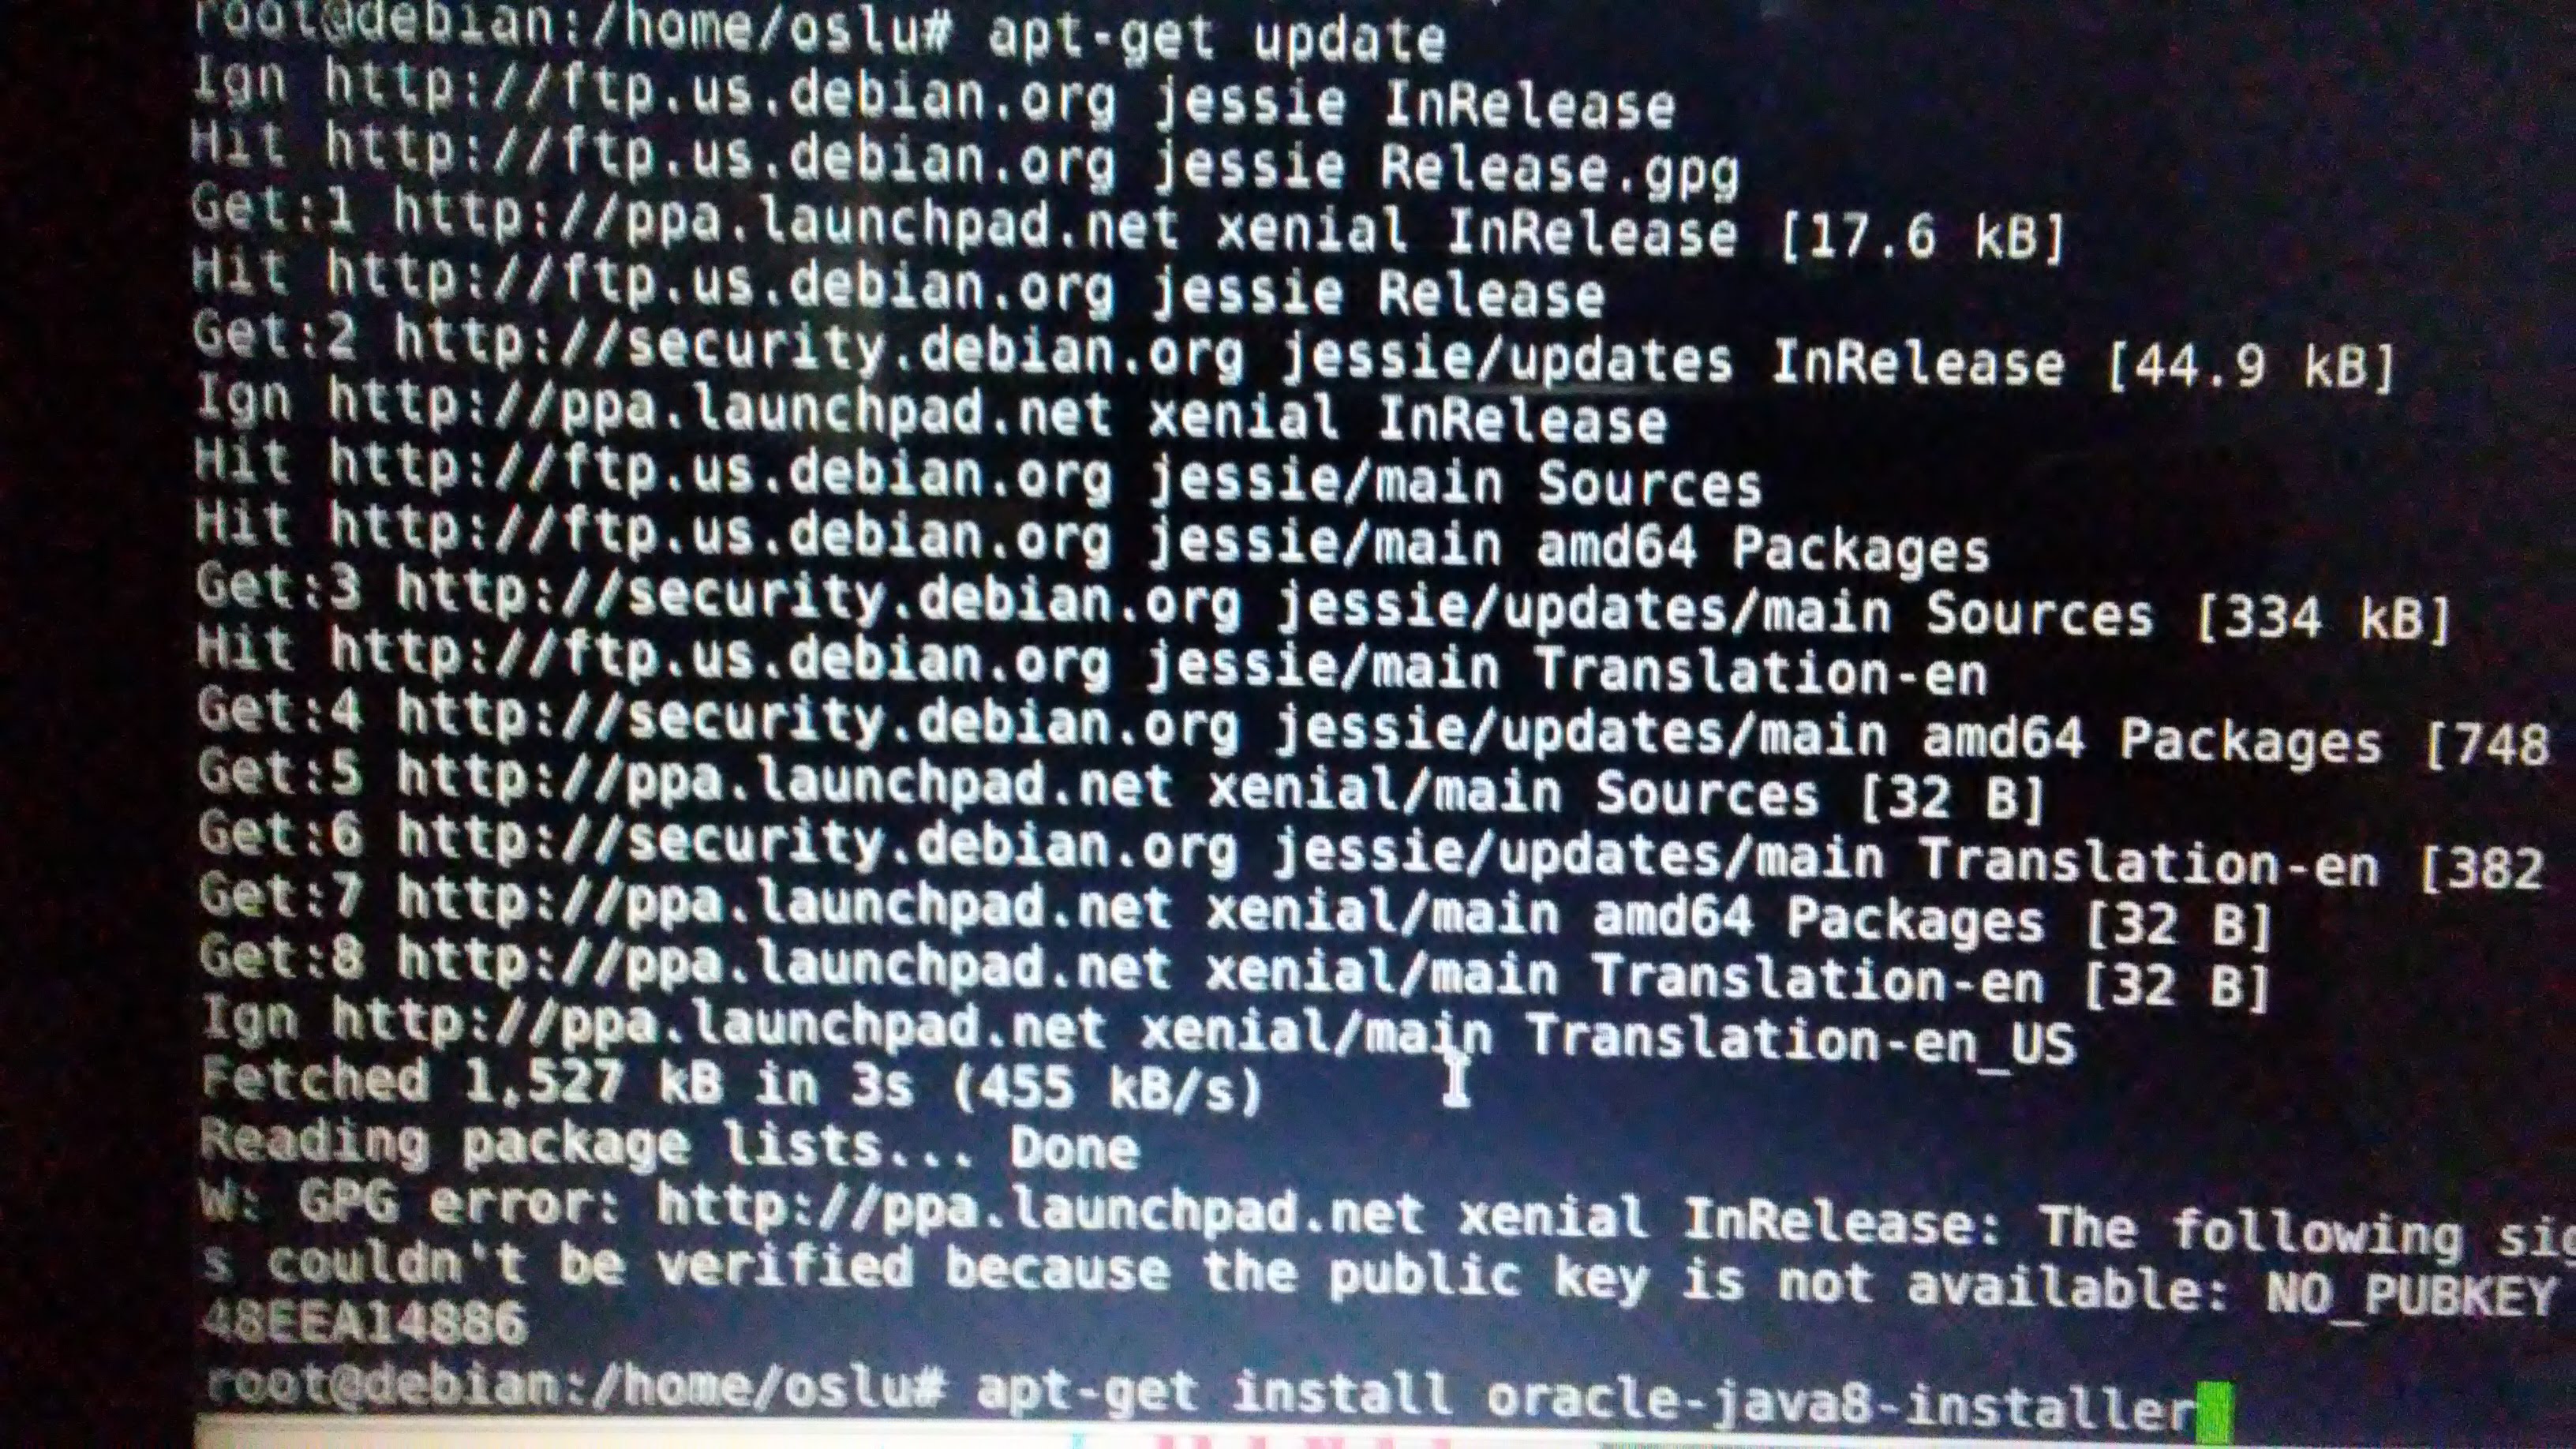 root@debian:/home/oslu# apt-get update
Ign http://ftp.us.debian.org jessie InRelease
Hit http://ftp.us.debian.org jessie Release.gpg
Get:1 http://ppa.launchpad.net xenial InRelease [17.6 kB]
Hit http://ftp.us.debian.org jessie Release
Get:2 http://security.debian.org jessie/updates InRelease [44.9 kB]
Ign http://ppa.launchpad.net xenial InRelease
Hit http://ftp.us.debian.org jessie/main Sources
Hit http://ftp.us.debian.org jessie/main amd64 Packages
Get:3 http://security.debian.org jessie/updates/main Sources [334 kB]
Hit http://ftp.us.debian.org jessie/main Translation-en
Get:4 http://security.debian.org jessie/updates/main amd64 Packages [748
Get:5 http://ppa.launchpad.net xenial/main Sources [32 B]
Get:6 http://security.debian.org jessie/updates/main Translation-en [382
Get:7 http://ppa.launchpad.net xenial/main amd64 Packages [32 B]
Get:8 http://ppa.launchpad.net xenial/main Translation-en [32 B]
Ign http://ppa.launchpad.net xenial/main Translation-en_US
Fetched 1,527 kB in 3s (455 kB/s)
Reading package lists... Done
W: GPG error: http://ppa.launchpad.net xenial InRelease: The following sig
s couldn't be verified because the public key is not available: NO_PUBKEY
48EEA14886
root@debian:/home/oslu# apt-get install oracle-java8-installer